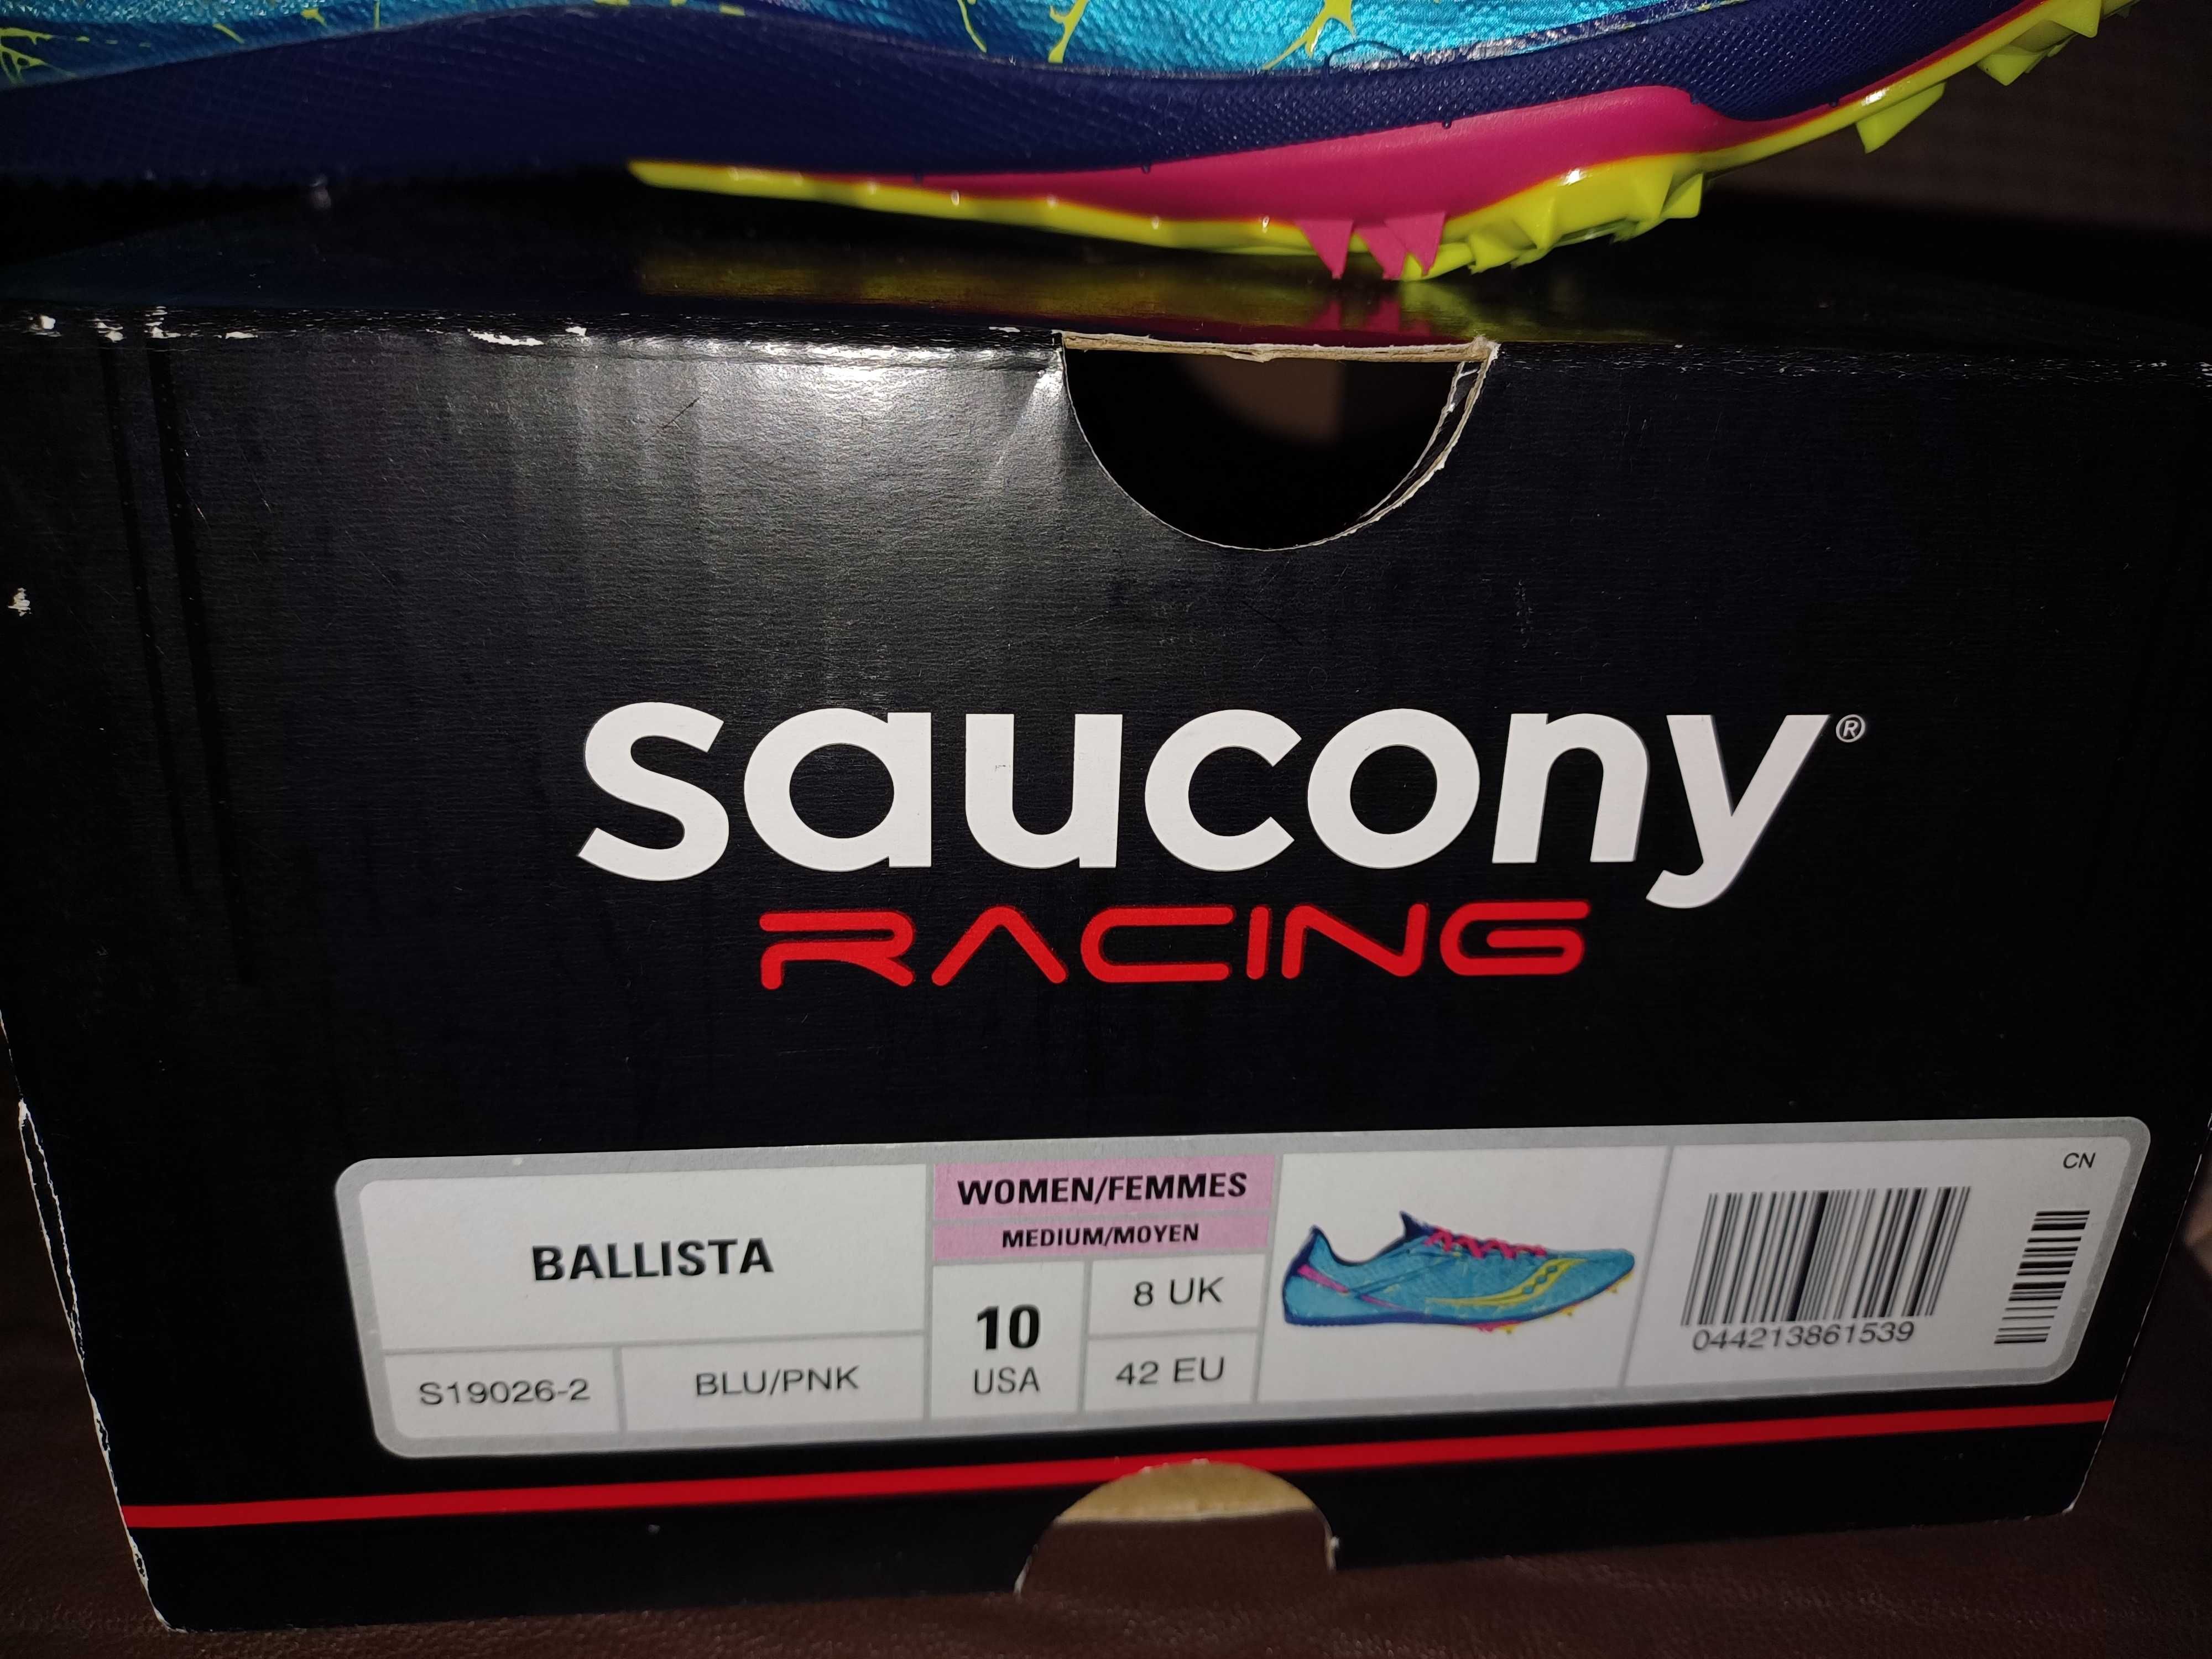 saucony®
RACING
BALLISTA
S19026-2
BLU/PNK
WOMEN/FEMMES
MEDIUM/MOYEN
10
USA
8 UK
42 EU
044213861539
CN